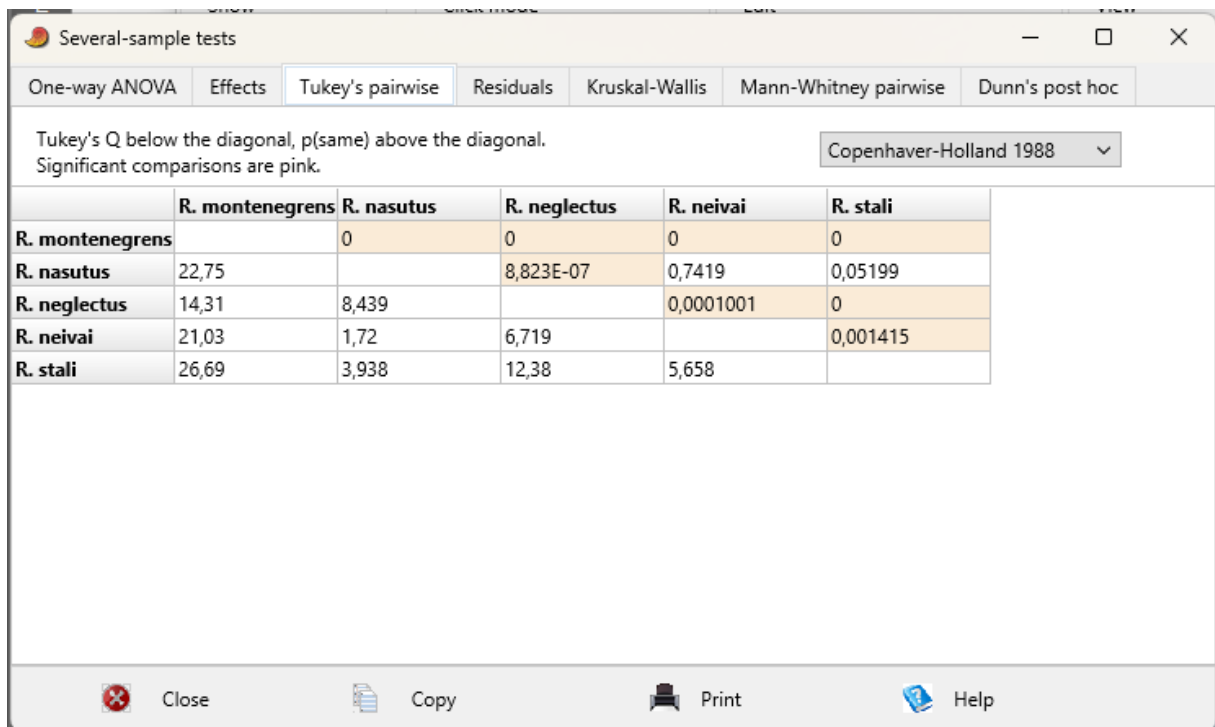 Several-sample tests
One-way ANOVA Effects Tukey's pairwise Residuals Kruskal-Wallis Mann-Whitney pairwise Dunn's post hoc
Tukey's Q below the diagonal, p(same) above the diagonal.
Significant comparisons are pink.
Copenhaver-Holland 1988
R. montenegrens R. nasutus R. neglectus R. neivai R. stali
R. montenegrens 0 0 0 0
R. nasutus 22,75 8,823E-07 0,7419 0,05199
R. neglectus 14,31 8,439 0,0001001 0
R. neivai 21,03 1,72 6,719 0,001415
R. stali 26,69 3,938 12,38 5,658
Close Copy Print Help